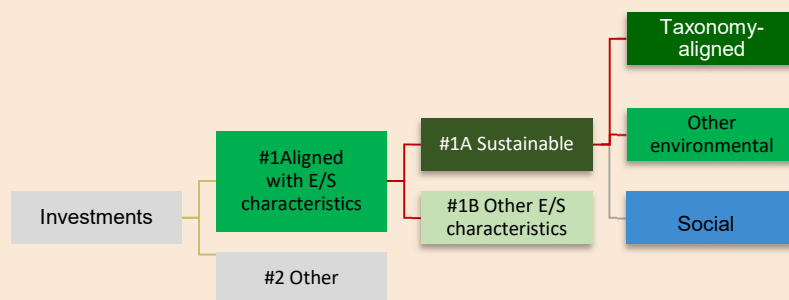 Taxonomy-
aligned
#1Aligned
with E/S
characteristics
#1A Sustainable
Other
environmental
Investments
#1B Other E/S
characteristics
Social
#2 Other